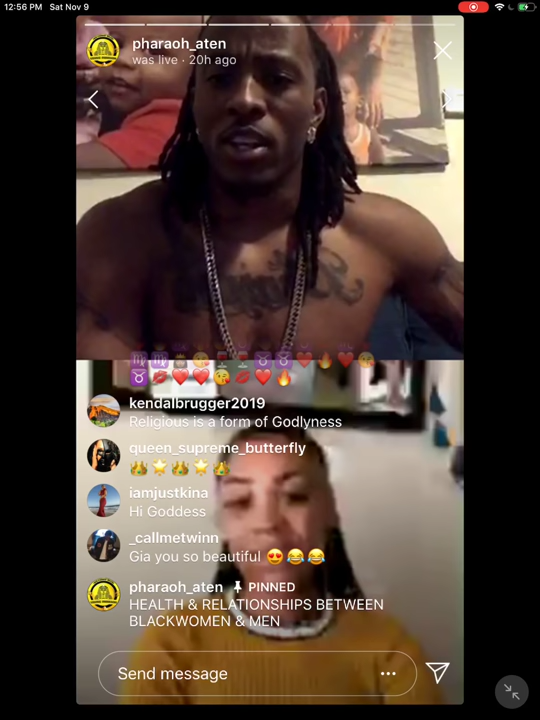 12:56 PM Sat Nov 9
pharaoh_aten
was live · 20h ago
kendalbrugger2019
Religious is a form of Godlyness
queen_supreme_butterfly
iamjustkina
Hi Goddess
_callmetwinn
Gia you so beautiful 😍😂😂
pharaoh_aten PINNED
HEALTH & RELATIONSHIPS BETWEEN
BLACKWOMEN & MEN
Send message